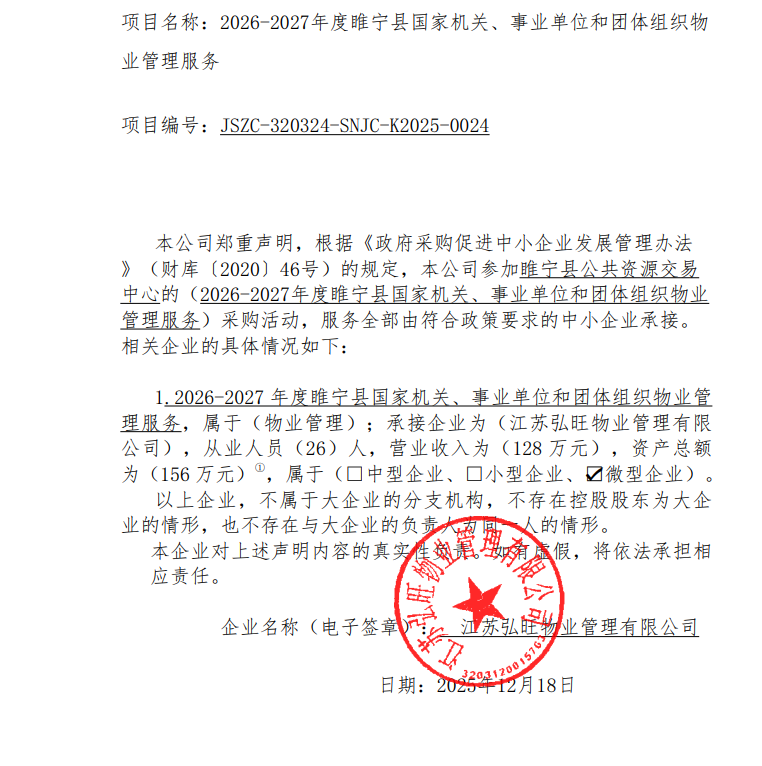 项目名称：2026-2027年度睢宁县国家机关、事业单位和团体组织物
业管理服务
项目编号：JSZC-320324-SNJC-K2025-0024
本公司郑重声明，根据《政府采购促进中小企业发展管理办法
》（财库〔2020〕46号）的规定，本公司参加睢宁县公共资源交易
中心的（2026-2027年度睢宁县国家机关、事业单位和团体组织物业
管理服务）采购活动，服务全部由符合政策要求的中小企业承接。
相关企业的具体情况如下：
1.2026-2027 年度睢宁县国家机关、事业单位和团体组织物业管
理服务，属于（物业管理）；承接企业为（江苏弘旺物业管理有限
公司），从业人员（26）人，营业收入为（128 万元），资产总额
为（156 万元）①，属于（□中型企业、□小型企业、☑微型企业）。
以上企业，不属于大企业的分支机构，不存在控股股东为大企
业的情形，也不存在与大企业的负责人为同一人的情形。
本企业对上述声明内容的真实性负责。如有虚假，将依法承担相
应责任。
企业名称（电子签章）：江苏弘旺物业管理有限公司
日期：2025年12月18日
江苏弘旺物业管理有限公司
3203120015763